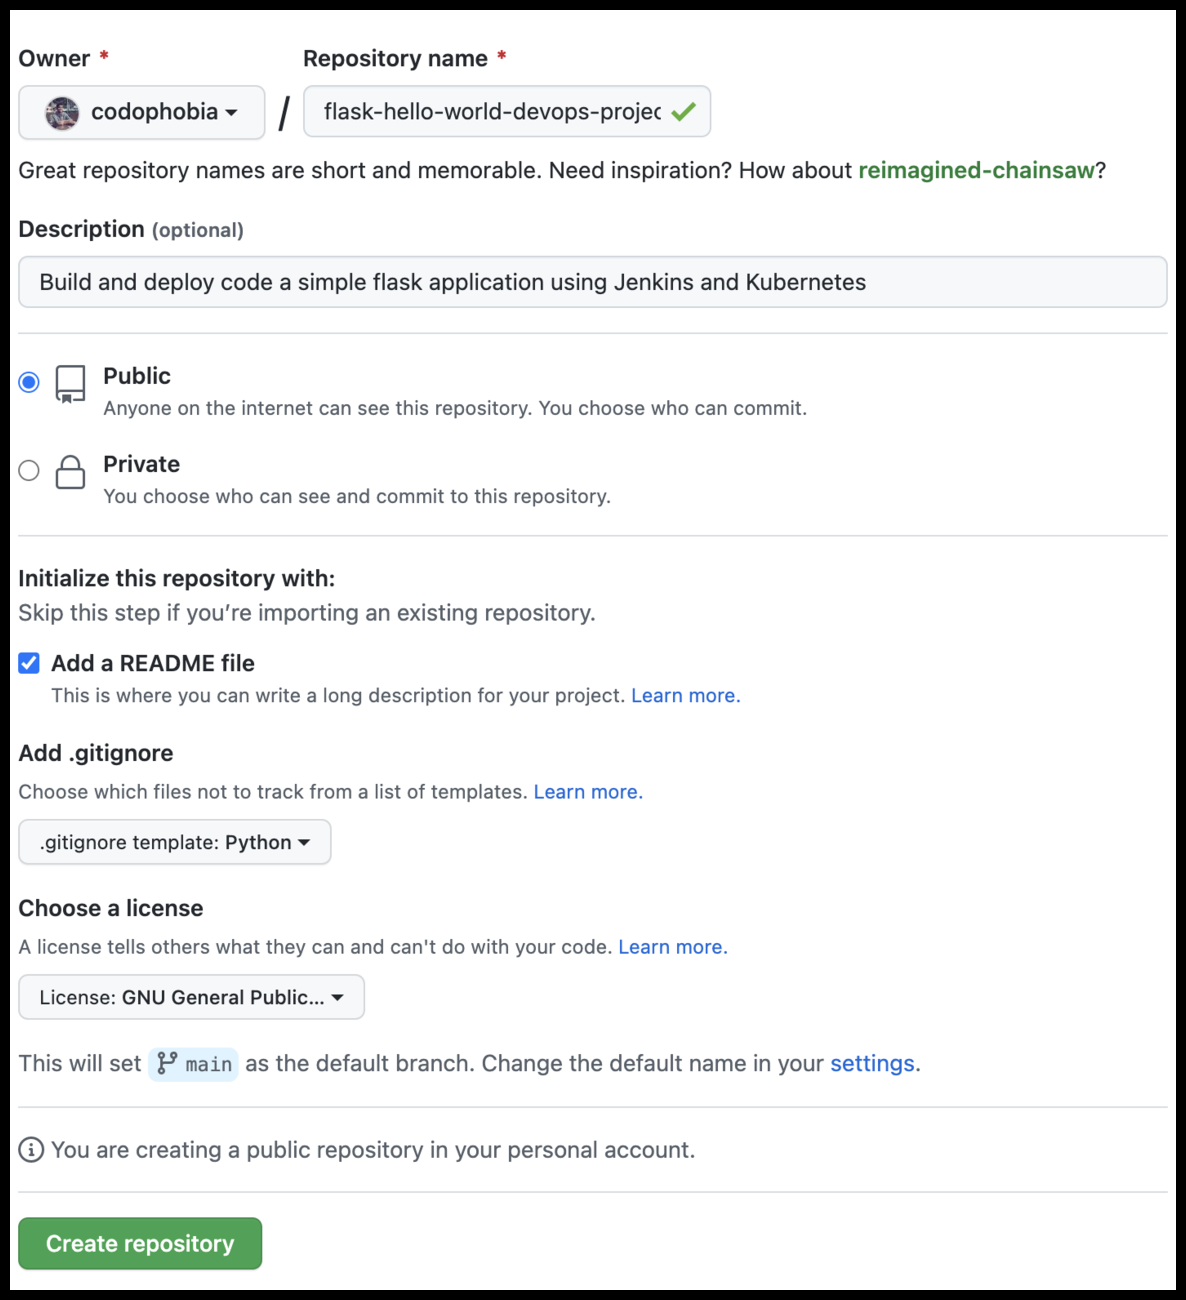 Owner *
Repository name *
codophobia
/
flask-hello-world-devops-projec
Great repository names are short and memorable. Need inspiration? How about reimagined-chainsaw?
Description (optional)
Build and deploy code a simple flask application using Jenkins and Kubernetes
Public
Anyone on the internet can see this repository. You choose who can commit.
Private
You choose who can see and commit to this repository.
Initialize this repository with:
Skip this step if you’re importing an existing repository.
Add a README file
This is where you can write a long description for your project. Learn more.
Add .gitignore
Choose which files not to track from a list of templates. Learn more.
.gitignore template: Python
Choose a license
A license tells others what they can and can't do with your code. Learn more.
License: GNU General Public...
This will set main as the default branch. Change the default name in your settings.
You are creating a public repository in your personal account.
Create repository